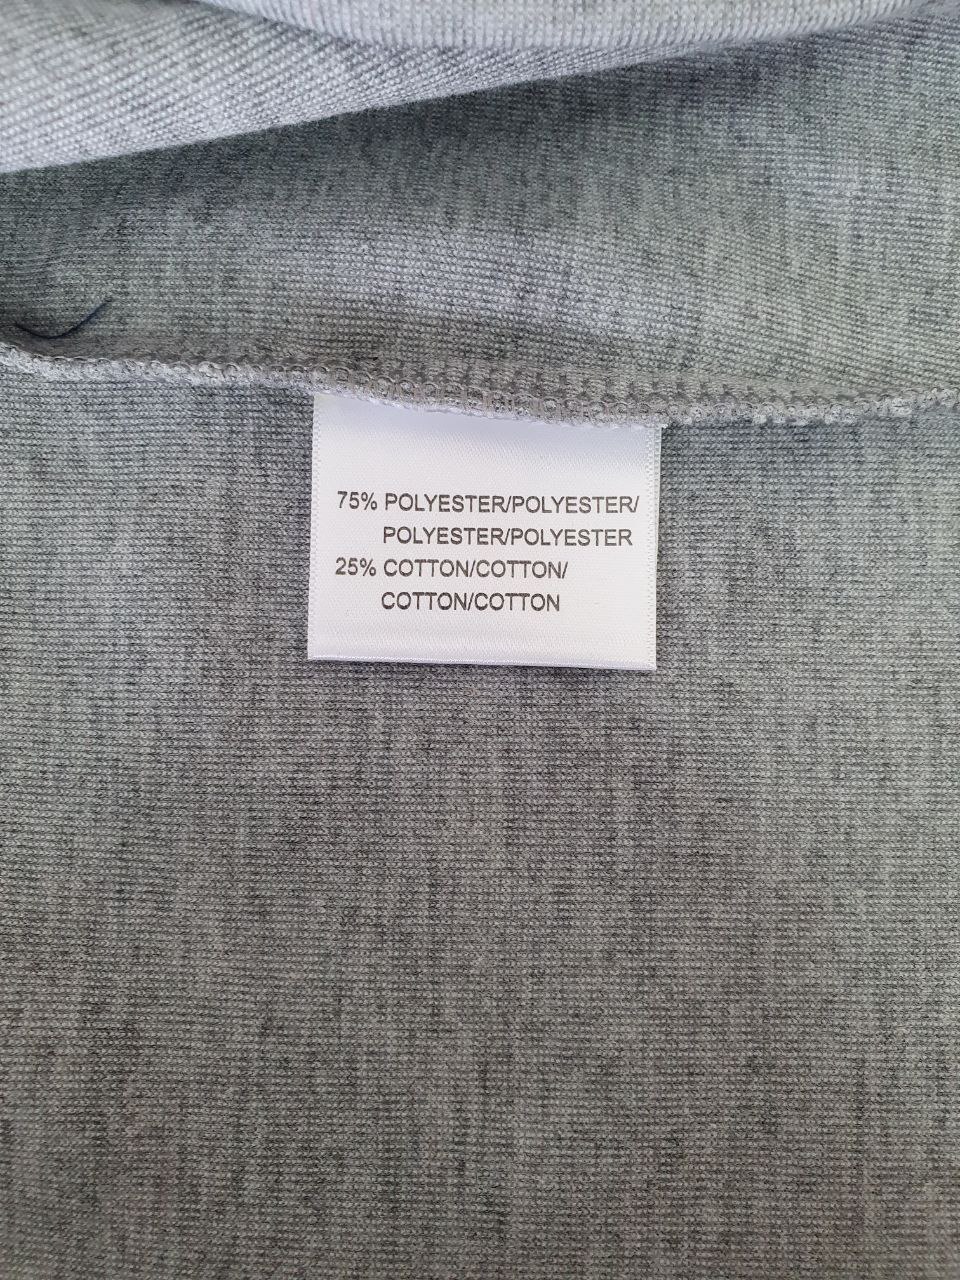 75% POLYESTER/POLYESTER/
POLYESTER/POLYESTER
25% COTTON/COTTON/
COTTON/COTTON